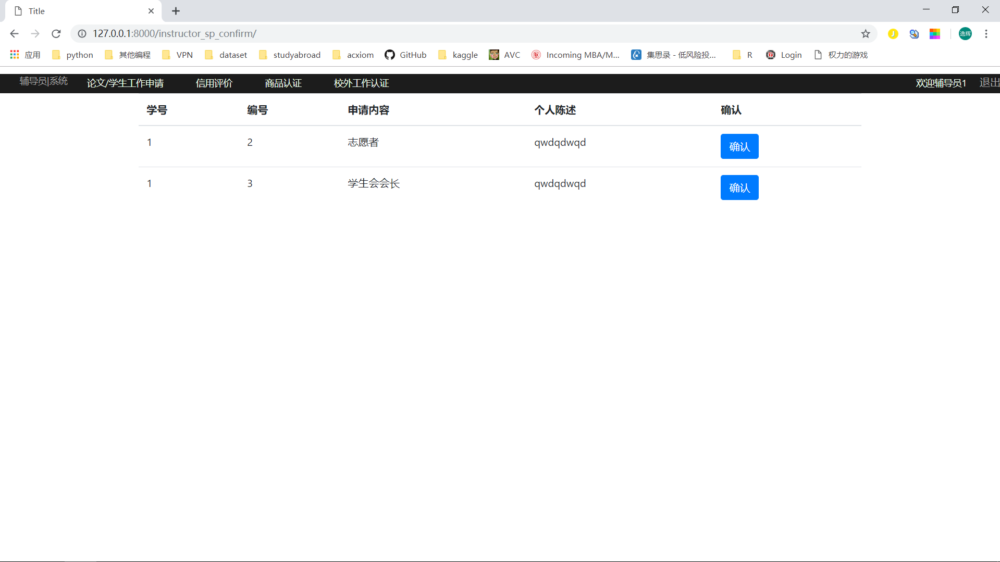 Title
127.0.0.1:8000/instructor_sp_confirm/
逸辉
应用 python 其他编程 VPN dataset studyabroad acxiom GitHub kaggle AVC Incoming MBA/M... 集思录 - 低风险投... R Login 权力的游戏
辅导员|系统 论文/学生工作申请 信用评价 商品认证 校外工作认证 欢迎辅导员1 退出
学号 编号 申请内容 个人陈述 确认
1 2 志愿者 qwdqdwqd 确认
1 3 学生会会长 qwdqdwqd 确认